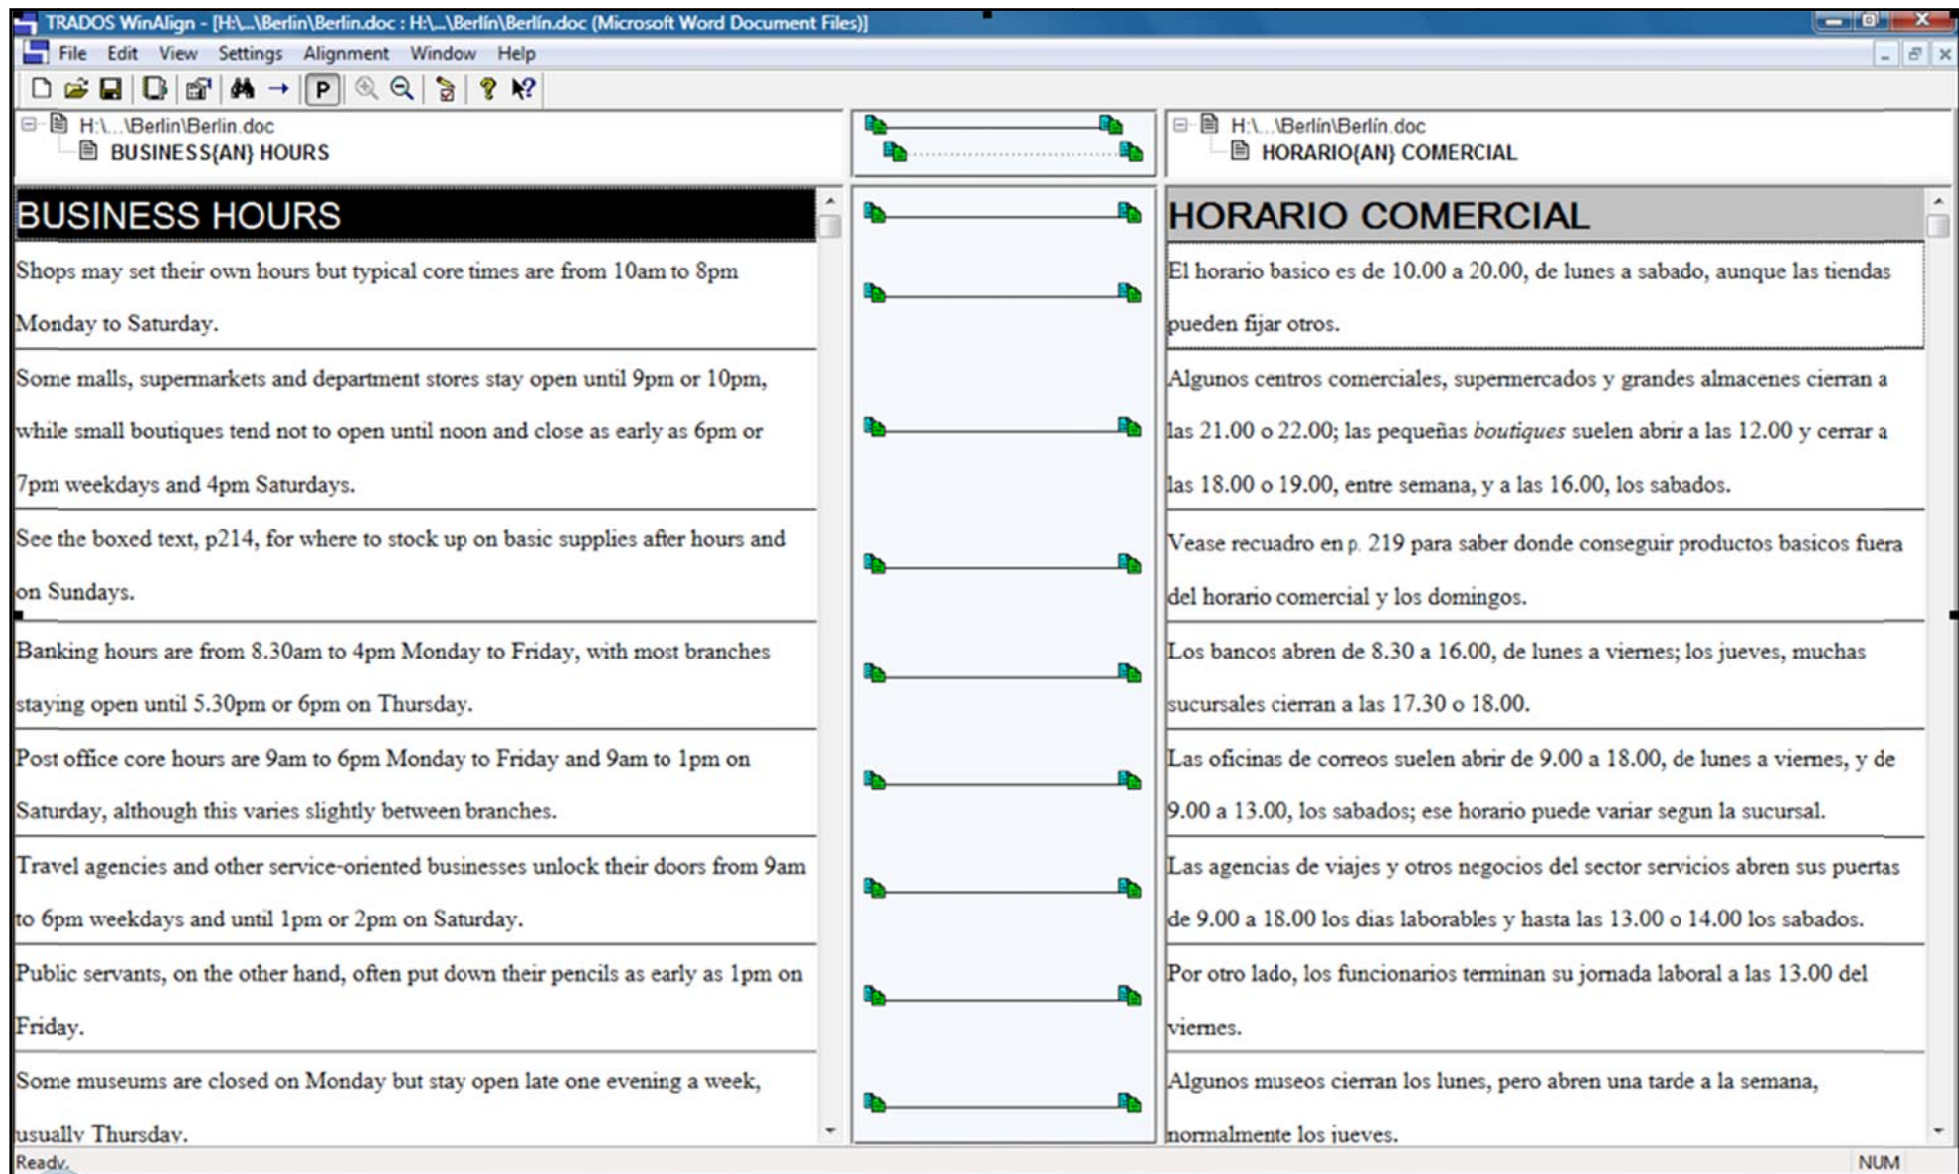 TRADOS WinAlign - [H:\...\Berlin\Berlin.doc : H:\...\Berlín\Berlín.doc (Microsoft Word Document Files)]
File Edit View Settings Alignment Window Help
P
H:\...\Berlin\Berlin.doc
BUSINESS{AN} HOURS
H:\...\Berlín\Berlín.doc
HORARIO{AN} COMERCIAL
BUSINESS HOURS
Shops may set their own hours but typical core times are from 10am to 8pm
Monday to Saturday.
Some malls, supermarkets and department stores stay open until 9pm or 10pm,
while small boutiques tend not to open until noon and close as early as 6pm or
7pm weekdays and 4pm Saturdays.
See the boxed text, p214, for where to stock up on basic supplies after hours and
on Sundays.
Banking hours are from 8.30am to 4pm Monday to Friday, with most branches
staying open until 5.30pm or 6pm on Thursday.
Post office core hours are 9am to 6pm Monday to Friday and 9am to 1pm on
Saturday, although this varies slightly between branches.
Travel agencies and other service-oriented businesses unlock their doors from 9am
to 6pm weekdays and until 1pm or 2pm on Saturday.
Public servants, on the other hand, often put down their pencils as early as 1pm on
Friday.
Some museums are closed on Monday but stay open late one evening a week,
usually Thursday.
HORARIO COMERCIAL
El horario basico es de 10.00 a 20.00, de lunes a sabado, aunque las tiendas
pueden fijar otros.
Algunos centros comerciales, supermercados y grandes almacenes cierran a
las 21.00 o 22.00; las pequeñas boutiques suelen abrir a las 12.00 y cerrar a
las 18.00 o 19.00, entre semana, y a las 16.00, los sabados.
Vease recuadro en p. 219 para saber donde conseguir productos basicos fuera
del horario comercial y los domingos.
Los bancos abren de 8.30 a 16.00, de lunes a viernes; los jueves, muchas
sucursales cierran a las 17.30 o 18.00.
Las oficinas de correos suelen abrir de 9.00 a 18.00, de lunes a viernes, y de
9.00 a 13.00, los sabados; ese horario puede variar segun la sucursal.
Las agencias de viajes y otros negocios del sector servicios abren sus puertas
de 9.00 a 18.00 los dias laborables y hasta las 13.00 o 14.00 los sabados.
Por otro lado, los funcionarios terminan su jornada laboral a las 13.00 del
viernes.
Algunos museos cierran los lunes, pero abren una tarde a la semana,
normalmente los jueves.
Ready.
NUM